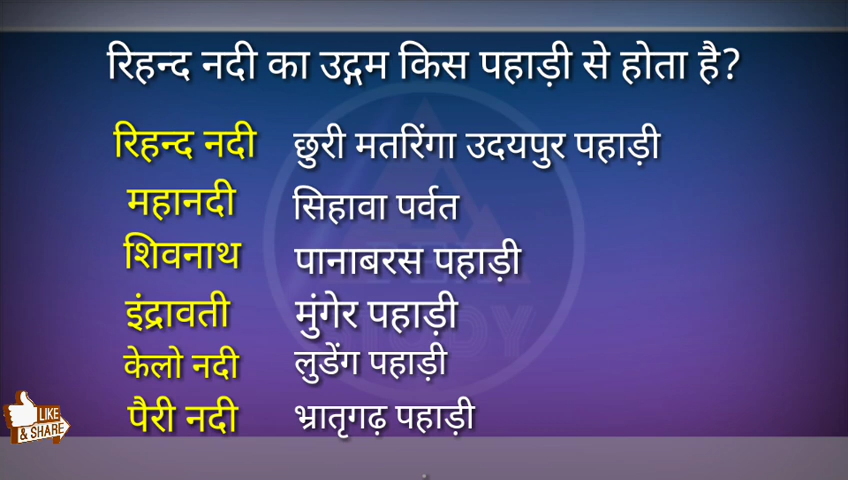 रिहन्द नदी का उद्गम किस पहाड़ी से होता है?
रिहन्द नदी छुरी मतरिंगा उदयपुर पहाड़ी
महानदी सिहावा पर्वत
शिवनाथ पानाबरस पहाड़ी
इंद्रावती मुंगेर पहाड़ी
केलो नदी लुडेंग पहाड़ी
पैरी नदी भ्रातृगढ़ पहाड़ी
LIKE
& SHARE